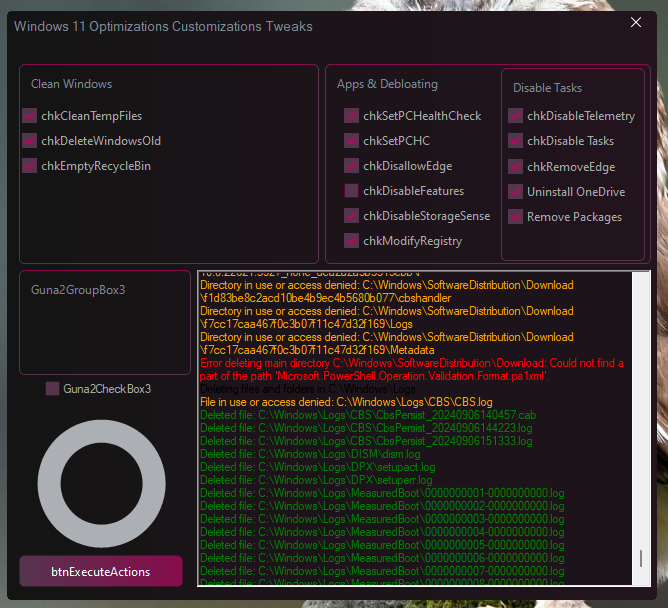 Windows 11 Optimizations Customizations Tweaks
Clean Windows
chkCleanTempFiles
chkDeleteWindowsOld
chkEmptyRecycleBin
Apps & Debloating
chkSetPCHealthCheck
chkSetPCHC
chkDisallowEdge
chkDisableFeatures
chkDisableStorageSense
chkModifyRegistry
Disable Tasks
chkDisableTelemetry
chkDisable Tasks
chkRemoveEdge
Uninstall OneDrive
Remove Packages
Guna2GroupBox3
Guna2CheckBox3
btnExecuteActions
Directory in use or access denied: C:\Windows\SoftwareDistribution\Download
\f1d83be8c2acd10be4b9ec4b5680b077\cbshandler
Directory in use or access denied: C:\Windows\SoftwareDistribution\Download
\f7cc17caa467f0c3b07f11c47d32f169\Logs
Directory in use or access denied: C:\Windows\SoftwareDistribution\Download
\f7cc17caa467f0c3b07f11c47d32f169\Metadata
Error deleting main directory C:\Windows\SoftwareDistribution\Download: Could not find a
part of the path 'Microsoft.PowerShell.Operation.Validation.Format.ps1xml'.
Deleting files and folders in C:\Windows\Logs
File in use or access denied: C:\Windows\Logs\CBS\CBS.log
Deleted file: C:\Windows\Logs\CBS\CbsPersist_20240906140457.cab
Deleted file: C:\Windows\Logs\CBS\CbsPersist_20240906144223.log
Deleted file: C:\Windows\Logs\CBS\CbsPersist_20240906151333.log
Deleted file: C:\Windows\Logs\DISM\dism.log
Deleted file: C:\Windows\Logs\DPX\setupact.log
Deleted file: C:\Windows\Logs\DPX\setuperr.log
Deleted file: C:\Windows\Logs\MeasuredBoot\0000000001-0000000000.log
Deleted file: C:\Windows\Logs\MeasuredBoot\0000000002-0000000000.log
Deleted file: C:\Windows\Logs\MeasuredBoot\0000000003-0000000000.log
Deleted file: C:\Windows\Logs\MeasuredBoot\0000000004-0000000000.log
Deleted file: C:\Windows\Logs\MeasuredBoot\0000000005-0000000000.log
Deleted file: C:\Windows\Logs\MeasuredBoot\0000000006-0000000000.log
Deleted file: C:\Windows\Logs\MeasuredBoot\0000000007-0000000000.log
Deleted file: C:\Windows\Logs\MeasuredBoot\0000000008-0000000000.log